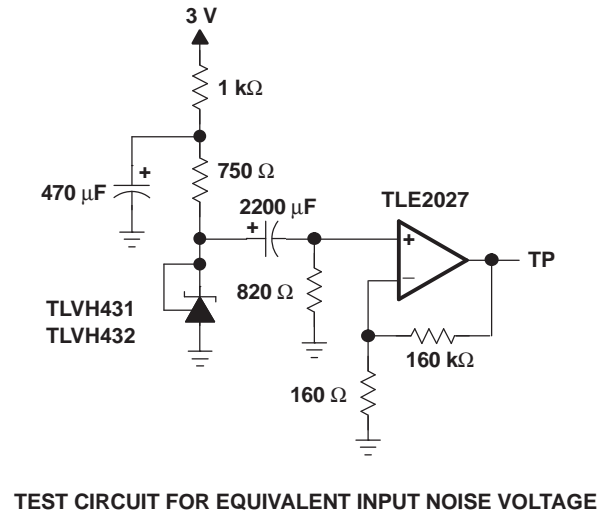 3 V
1 kΩ
+
470 μF
750 Ω
2200 μF
+
TLE2027
+
−
TP
820 Ω
TLVH431
TLVH432
160 kΩ
160 Ω
TEST CIRCUIT FOR EQUIVALENT INPUT NOISE VOLTAGE